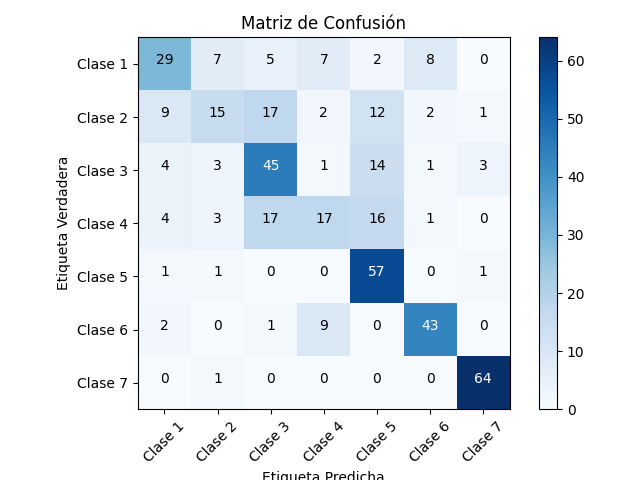 Matriz de Confusión
Clase 1 29 7 5 7 2 8 0
Clase 2 9 15 17 2 12 2 1
Clase 3 4 3 45 1 14 1 3
Clase 4 4 3 17 17 16 1 0
Clase 5 1 1 0 0 57 0 1
Clase 6 2 0 1 9 0 43 0
Clase 7 0 1 0 0 0 0 64
Etiqueta Verdadera
Clase 1 Clase 2 Clase 3 Clase 4 Clase 5 Clase 6 Clase 7
Etiqueta Predicha
60
50
40
30
20
10
0